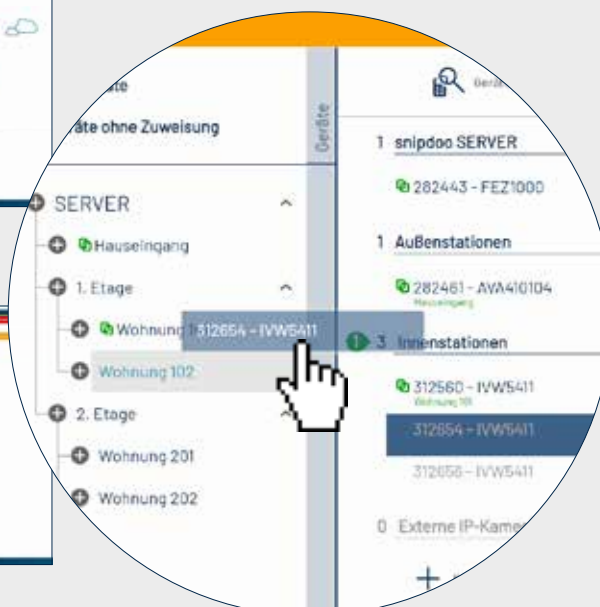 äte ohne Zuweisung
SERVER
Hauseingang
1. Etage
Wohnung
312654 - IVW5411
Wohnung 102
2. Etage
Wohnung 201
Wohnung 202
Geräte
1 snipdoo SERVER
282443 - FEZ1000
1 Außenstationen
282461 - AVA410104
Hauseingang
1
3 Innenstationen
312560 - IVW5411
Wohnung 101
312654 - IVW5411
312656 - IVW5411
0 Externe IP-Kame